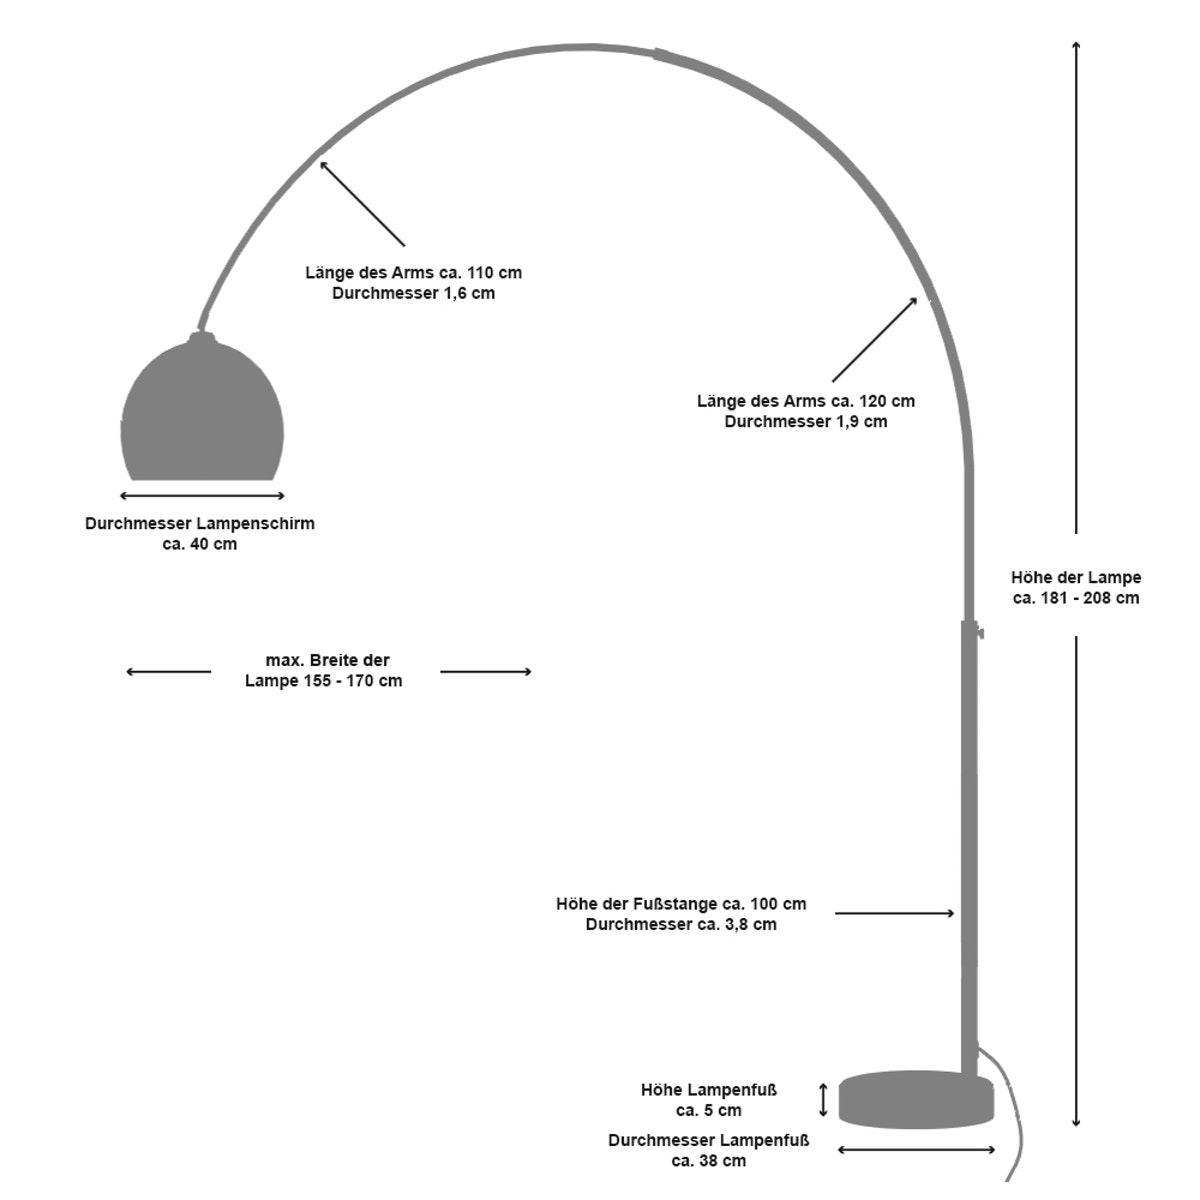 Länge des Arms ca. 110 cm
Durchmesser 1,6 cm
Länge des Arms ca. 120 cm
Durchmesser 1,9 cm
Durchmesser Lampenschirm
ca. 40 cm
Höhe der Lampe
ca. 181 - 208 cm
max. Breite der
Lampe 155 - 170 cm
Höhe der Fußstange ca. 100 cm
Durchmesser ca. 3,8 cm
Höhe Lampenfuß
ca. 5 cm
Durchmesser Lampenfuß
ca. 38 cm